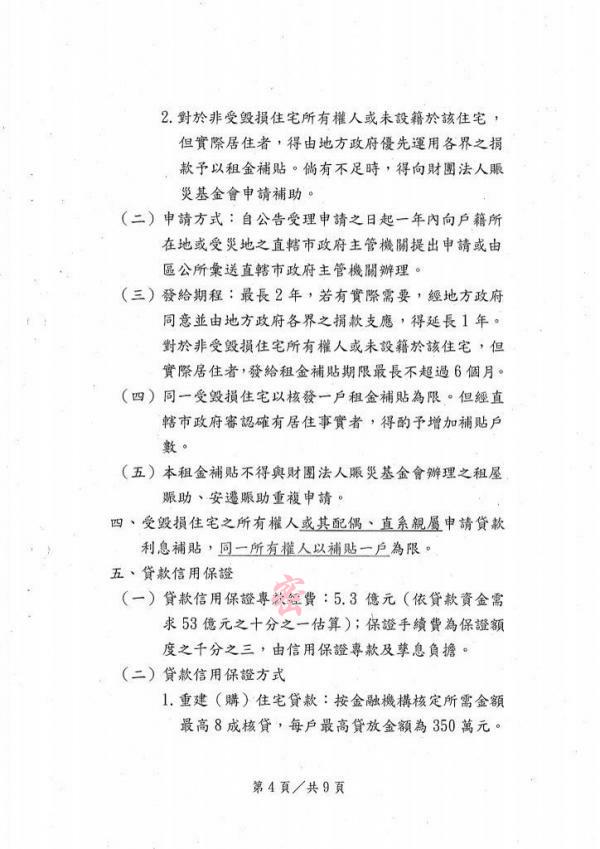 2.對於非受毀損住宅所有權人或未設籍於該住宅，
但實際居住者，得由地方政府優先運用各界之捐
款予以租金補貼。倘有不足時，得向財團法人賑
災基金會申請補助。
（二）申請方式：自公告受理申請之日起一年內向戶籍所
在地或受災地之直轄市政府主管機關提出申請或由
區公所彙送直轄市政府主管機關辦理。
（三）發給期程：最長2年，若有實際需要，經地方政府
同意並由地方政府各界之捐款支應，得延長1年。
對於非受毀損住宅所有權人或未設籍於該住宅，但
實際居住者，發給租金補貼期限最長不超過6個月。
（四）同一受毀損住宅以核發一戶租金補貼為限。但經直
轄市政府審認確有居住事實者，得酌予增加補貼戶
數。
（五）本租金補貼不得與財團法人賑災基金會辦理之租屋
賑助、安遷賑助重複申請。
四、受毀損住宅之所有權人或其配偶、直系親屬申請貸款
利息補貼，同一所有權人以補貼一戶為限。
五、貸款信用保證
密
（一）貸款信用保證專款經費：5.3億元（依貸款資金需
求53億元之十分之一估算）；保證手續費為保證額
度之千分之三，由信用保證專款及孳息負擔。
（二）貸款信用保證方式
1.重建（購）住宅貸款：按金融機構核定所需金額
最高8成核貸，每戶最高貸放金額為350萬元。
第4頁／共9頁